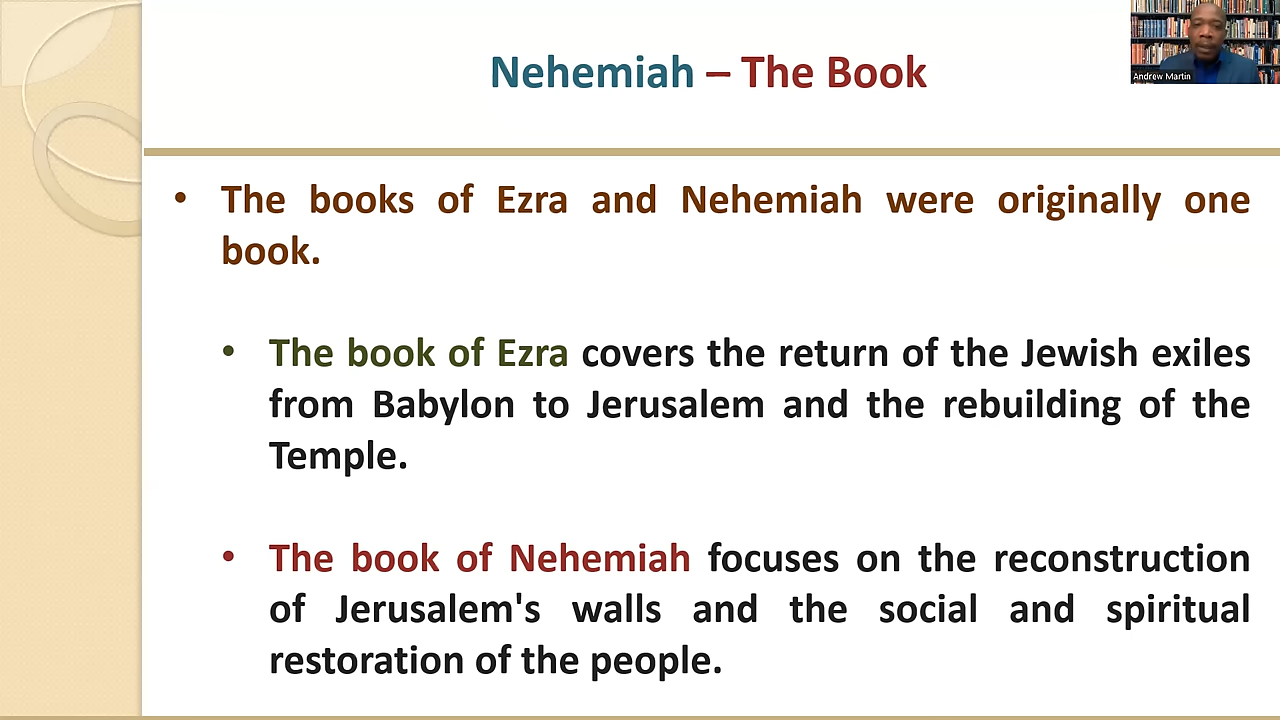 Nehemiah – The Book
Andrew Martin
• The books of Ezra and Nehemiah were originally one
book.
• The book of Ezra covers the return of the Jewish exiles
from Babylon to Jerusalem and the rebuilding of the
Temple.
• The book of Nehemiah focuses on the reconstruction
of Jerusalem's walls and the social and spiritual
restoration of the people.